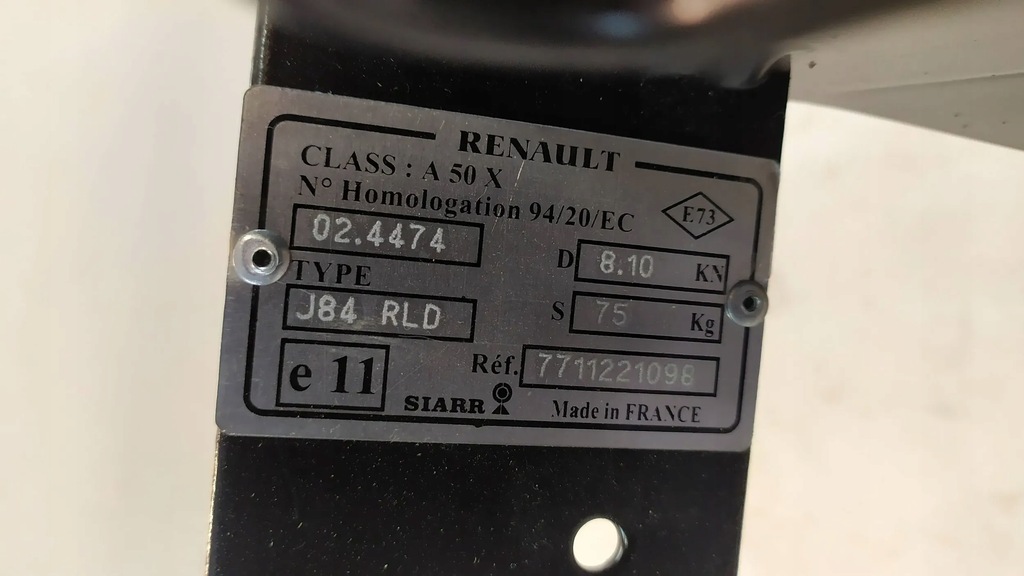 RENAULT
CLASS : A 50 X
N° Homologation 94/20/EC
E73
02.4474
D 8.10 KN
TYPE
J84 RLD
S 75 Kg
e 11
Réf. 7711221098
SIARR
Made in FRANCE